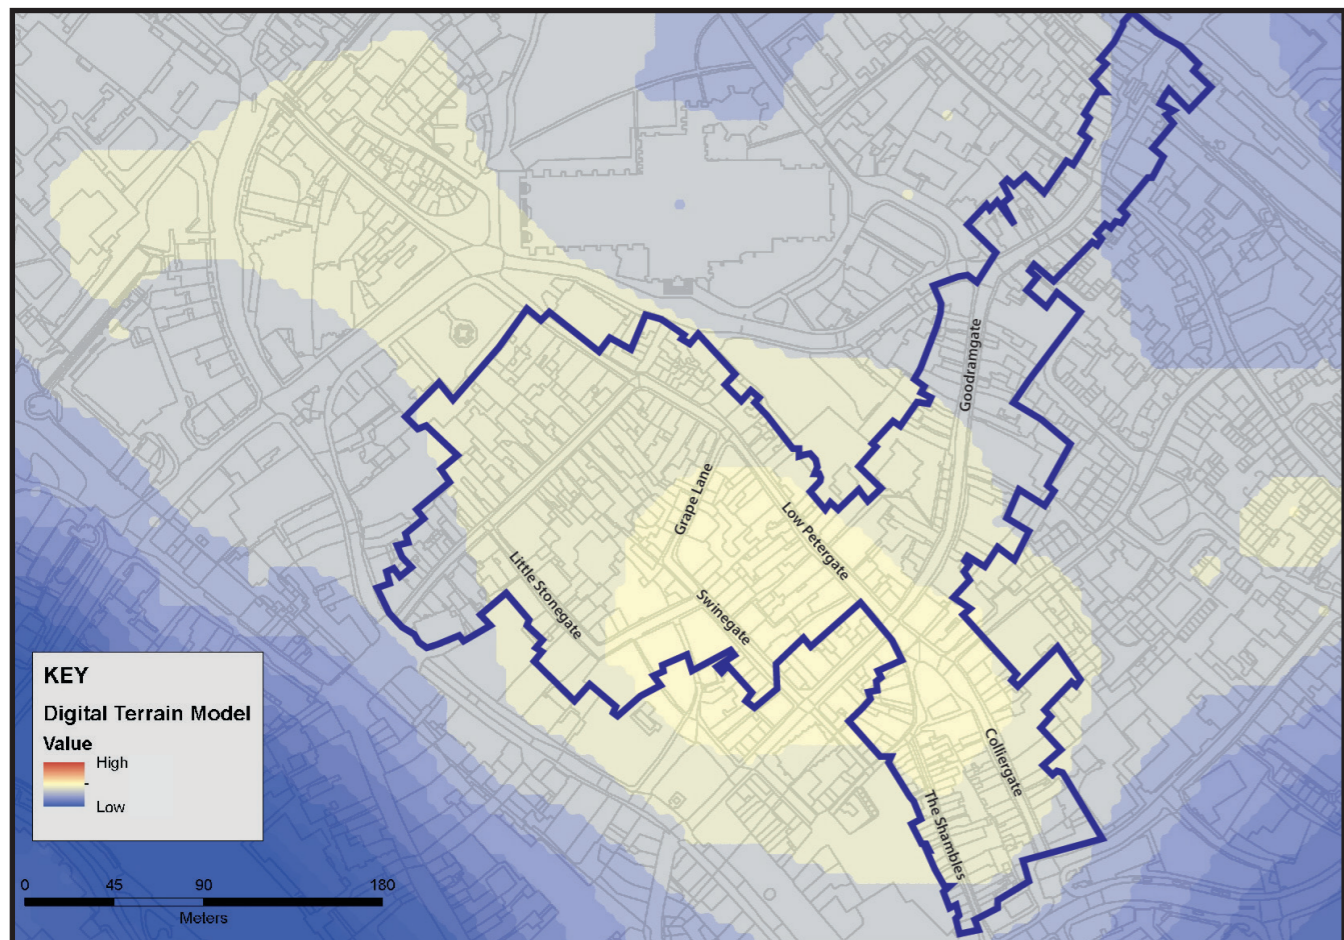 Goodramgate
Grape Lane
Low Petergate
Little Stonegate
Swinegate
Colliergate
The Shambles
KEY
Digital Terrain Model
Value
High
-
Low
0 45 90 180
Meters